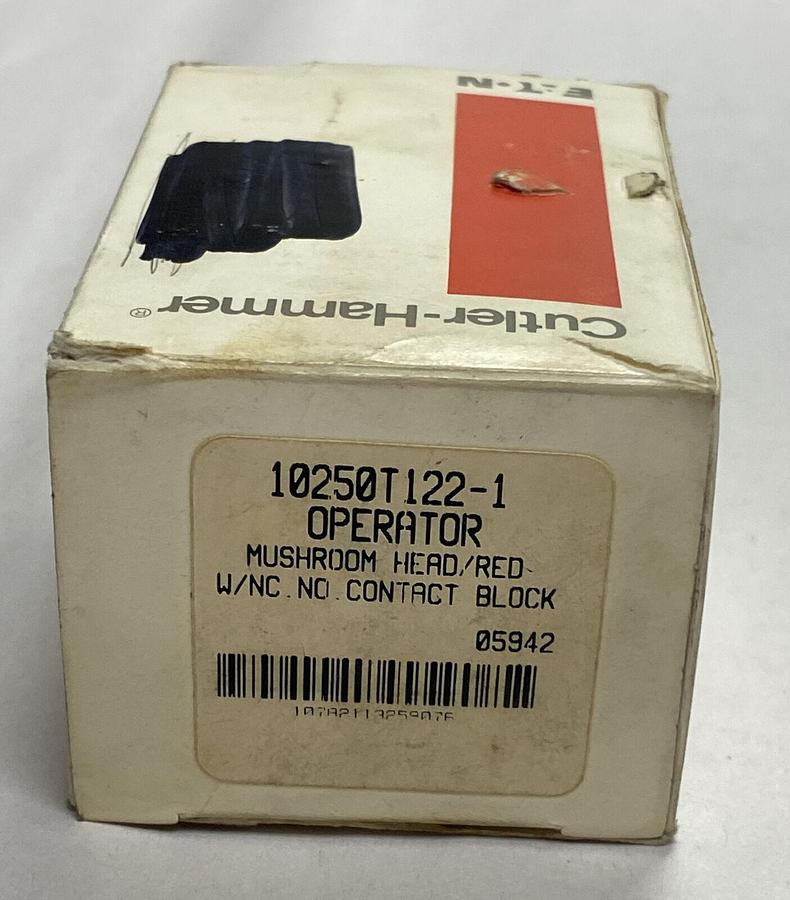 E·T·N
Cutler-Hammer®
10250T122-1
OPERATOR
MUSHROOM HEAD/RED
W/NC.NO.CONTACT BLOCK
05942